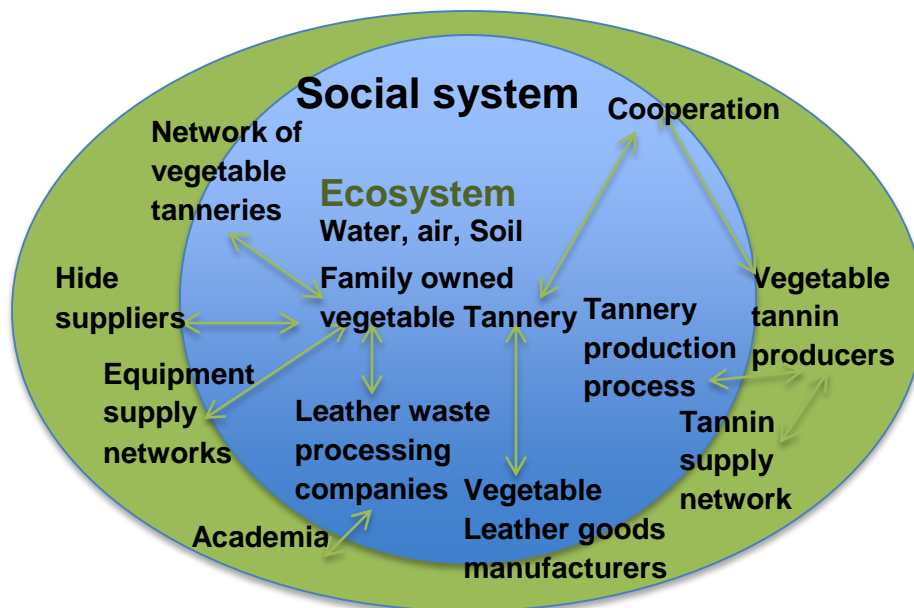 Social system
Cooperation
Network of
vegetable
tanneries
Ecosystem
Water, air, Soil
Hide
suppliers
Family owned
vegetable Tannery
Tannery
production
process
Vegetable
tannin
producers
Equipment
supply
networks
Leather waste
processing
companies
Tannin
supply
network
Vegetable
Leather goods
manufacturers
Academia